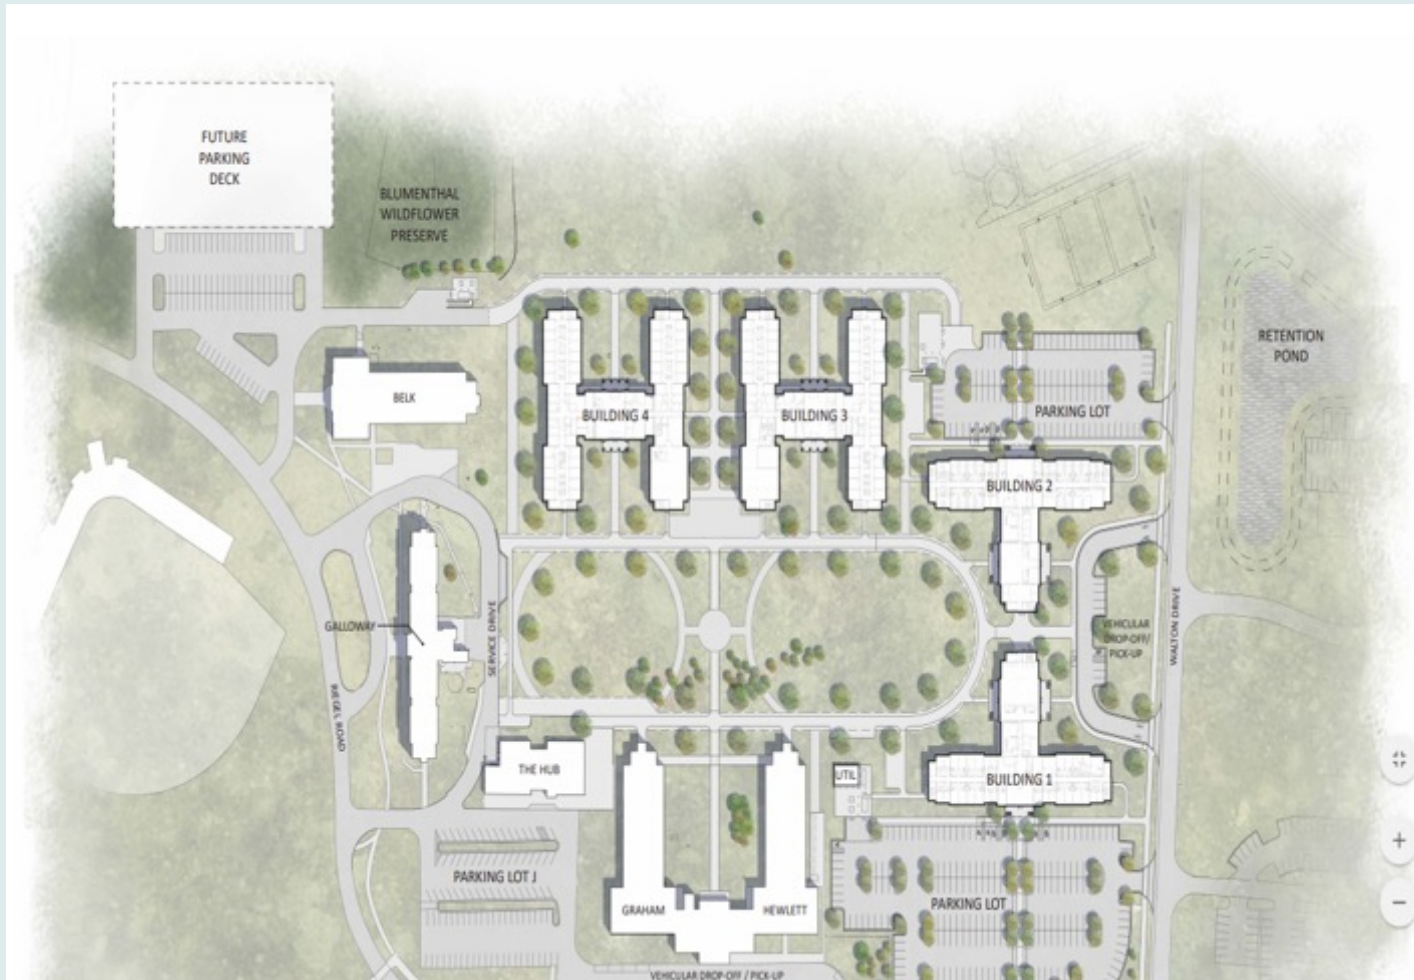 FUTURE
PARKING
DECK
BLUMENTHAL
WILDFLOWER
PRESERVE
RETENTION
POND
BELK
BUILDING 4
BUILDING 3
PARKING LOT
BUILDING 2
GALLOWAY
SERVICE DRIVE
VEHICULAR
DROP-OFF/
PICK-UP
WALTON DRIVE
RIEGEL ROAD
THE HUB
UTIL
BUILDING 1
PARKING LOT J
GRAHAM
HEWLETT
PARKING LOT
VEHICULAR DROP-OFF / PICK-UP